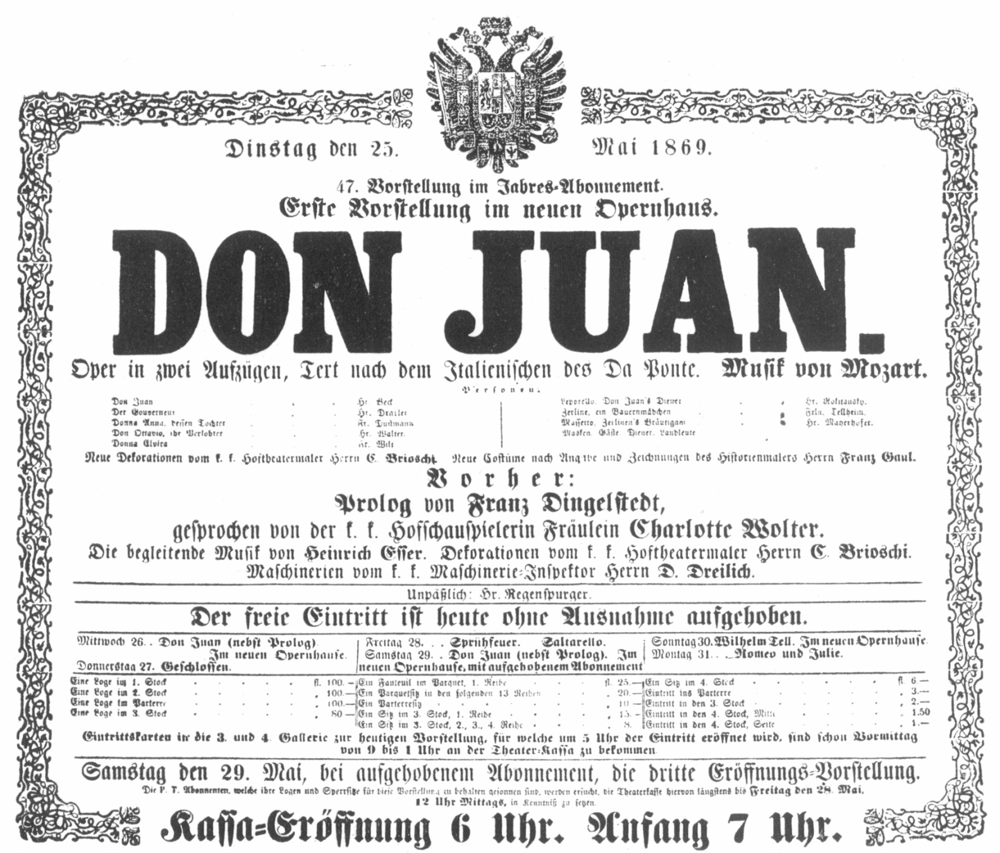 Dinstag den 25. Mai 1869.
47. Vorstellung im Jahres-Abonnement.
Erste Vorstellung im neuen Opernhaus.
DON JUAN.
Oper in zwei Aufzügen, Text nach dem Italienischen des Da Ponte. Musik von Mozart.
Personen:
Don Juan Hr. Beck
Der Gouverneur Hr. Draxler
Donna Anna, dessen Tochter Fr. Dustmann
Don Ottavio, ihr Verlobter Hr. Walter.
Donna Elvira Fr. Wilt
Leporello, Don Juan's Diener Hr. Rokitansky.
Zerline, ein Bauernmädchen Frln. Tellheim.
Massetto, Zerlinen's Bräutigam Hr. Mayerhofer.
Masken, Gäste, Diener, Landleute
Neue Dekorationen vom k. k. Hoftheatermaler Herrn C. Brioschi. Neue Costüme nach Angabe und Zeichnungen des Historienmalers Herrn Franz Gaul.
Vorher:
Prolog von Franz Dingelstedt,
gesprochen von der k. k. Hofschauspielerin Fräulein Charlotte Wolter.
Die begleitende Musik von Heinrich Esser. Dekorationen vom k. k. Hoftheatermaler Herrn C. Brioschi.
Maschinerien vom k. k. Maschinerie-Inspektor Herrn D. Dreilich.
Unpäßlich: Hr. Regenspurger.
Der freie Eintritt ist heute ohne Ausnahme aufgehoben.
Mittwoch 26. . Don Juan (nebst Prolog).
Im neuen Opernhause.
Donnerstag 27. Geschlossen.
Freitag 28. . . Sprühfeuer. Saltarello.
Samstag 29. . Don Juan (nebst Prolog). Im
neuen Opernhause, mit aufgehobenem Abonnement
Sonntag 30. Wilhelm Tell. Im neuen Opernhause.
Montag 31. . . Romeo und Julie.
Eine Loge im 1. Stock fl. 100.—
Eine Loge im 2. Stock „ 100.—
Eine Loge im Parterre „ 100.—
Eine Loge im 3. Stock „ 80 —
Ein Fauteuil im Parquet, 1. Reihe fl. 25.—
Ein Parquetsitz in den folgenden 13 Reihen „ 20.—
Ein Parterresitz „ 10 —
Ein Sitz im 3. Stock, 1. Reihe „ 15.—
Ein Sitz im 3. Stock, 2., 3., 4. Reihe „ 8.
Ein Sitz im 4. Stock fl. 6.—
Eintritt ins Parterre „ 3.—
Eintritt in den 3. Stock „ 2.—
Eintritt in den 4. Stock, Mitte „ 1.50
Eintritt in den 4. Stock, Seite „ 1.—
Eintrittskarten in die 3. und 4. Gallerie zur heutigen Vorstellung, für welche um 5 Uhr der Eintritt eröffnet wird, sind schon Vormittag
von 9 bis 1 Uhr an der Theater-Kassa zu bekommen.
Samstag den 29. Mai, bei aufgehobenem Abonnement, die dritte Eröffnungs-Vorstellung.
Die P. T. Abonnenten, welche ihre Logen und Sperrsitze für diese Vorstellung zu behalten gesonnen sind, werden ersucht, die Theaterkasse hiervon längstens bis Freitag den 28. Mai,
12 Uhr Mittags, in Kenntniß zu setzen.
Kassa-Eröffnung 6 Uhr. Anfang 7 Uhr.